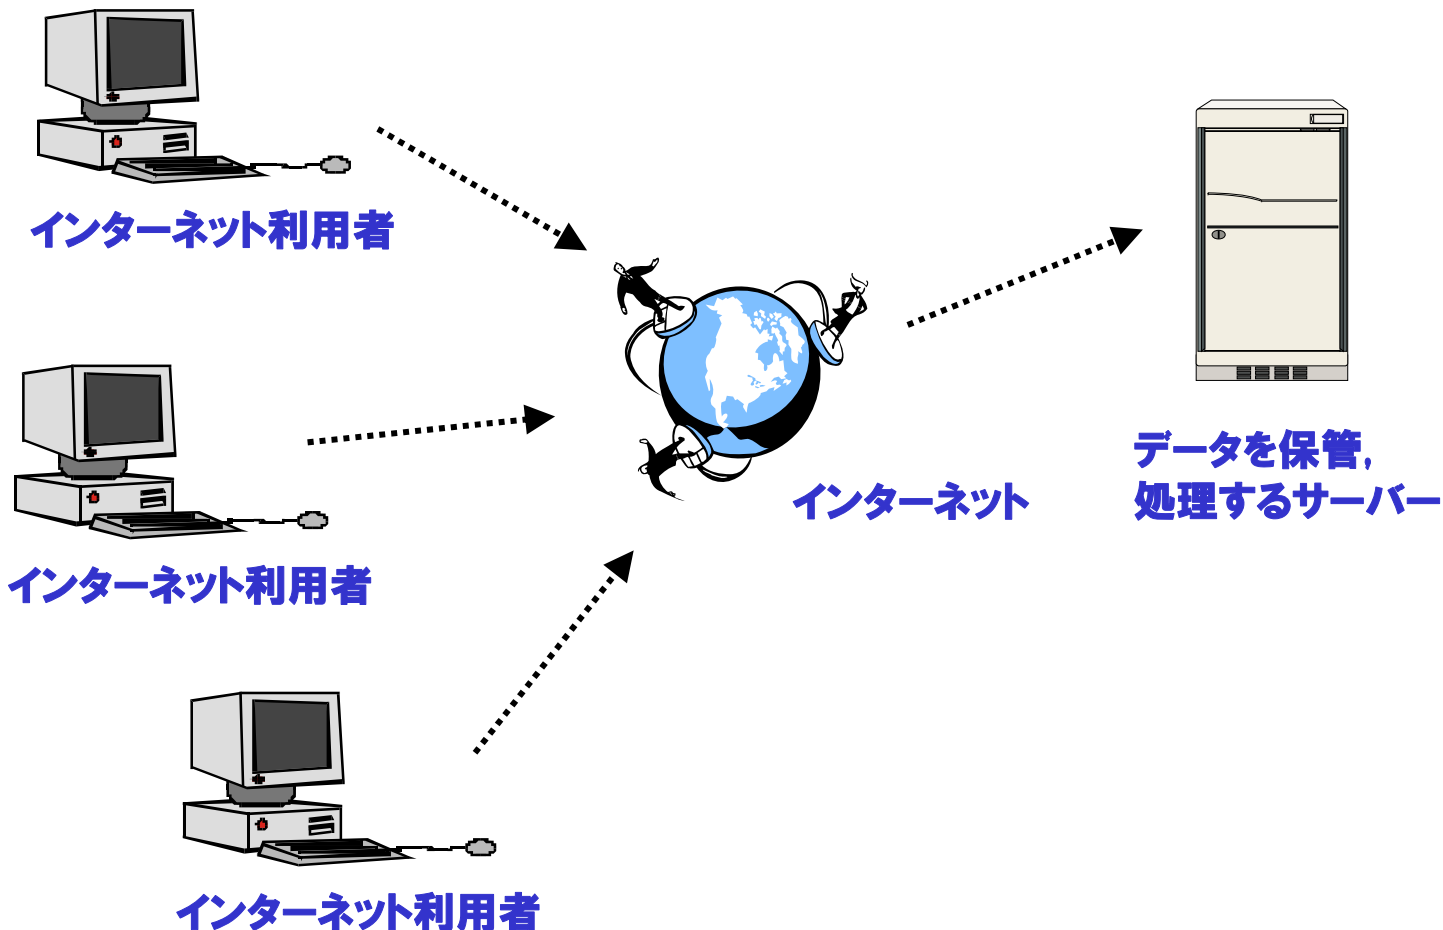 インターネット利用者
インターネット利用者
インターネット利用者
インターネット
データを保管,
処理するサーバー